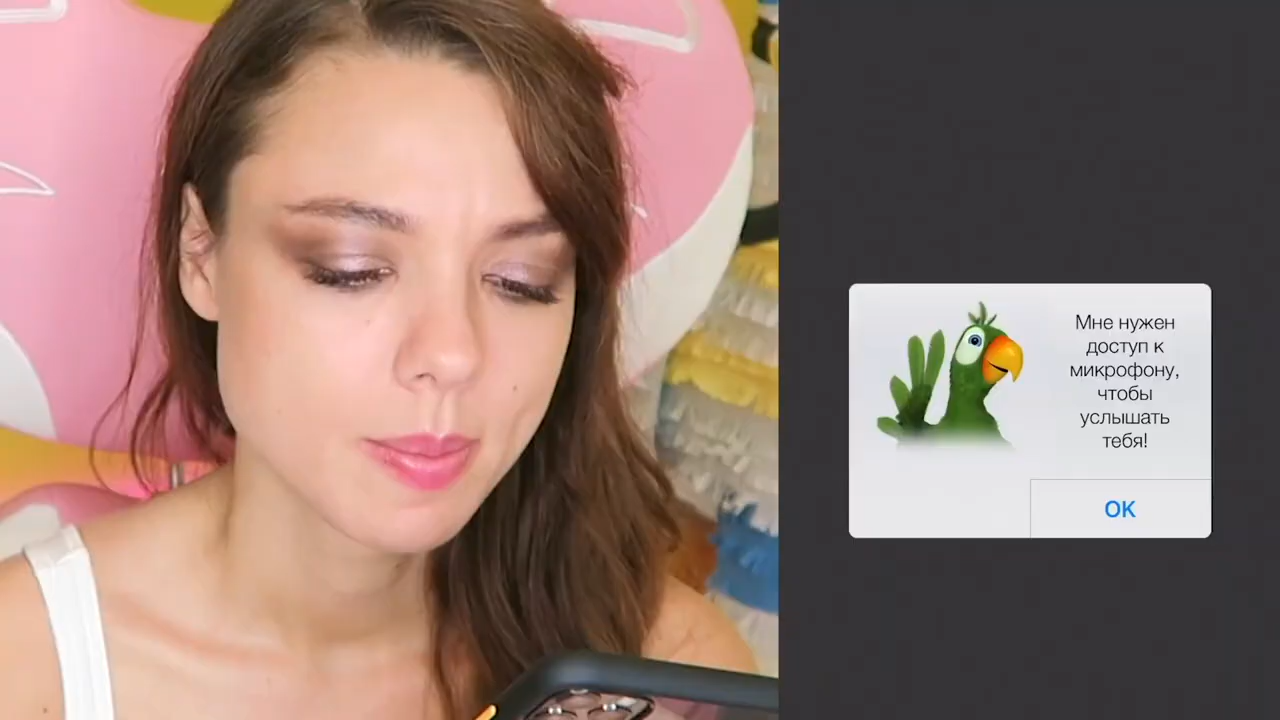 Мне нужен
доступ к
микрофону,
чтобы
услышать
тебя!
OK